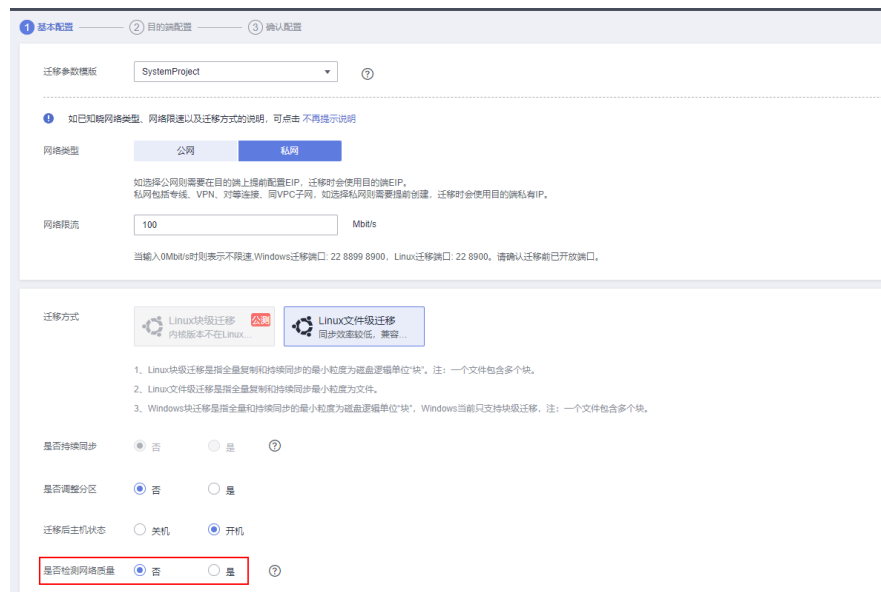 1 基本配置 2 目的端配置 3 确认配置
迁移参数模版 SystemProject ?
! 如已知晓网络类型、网络限速以及迁移方式的说明，可点击 不再提示说明
网络类型 公网 私网
如选择公网则需要在目的端上提前配置EIP，迁移时会使用目的端EIP。
私网包括专线、VPN、对等连接、同VPC子网，如选择私网则需要提前创建，迁移时会使用目的端私有IP。
网络限流 100 Mbit/s
当输入0Mbit/s时则表示不限速,Windows迁移端口: 22 8899 8900，Linux迁移端口: 22 8900。请确认迁移前已开放端口。
迁移方式 Linux块级迁移 公测 Linux文件级迁移
内核版本不在Linux... 同步效率较低，兼容...
1、Linux块级迁移是指全量复制和持续同步的最小粒度为磁盘逻辑单位“块”。注：一个文件包含多个块。
2、Linux文件级迁移是指全量复制和持续同步最小粒度为文件。
3、Windows块迁移是指全量和持续同步的最小粒度为磁盘逻辑单位“块”，Windows当前只支持块级迁移，注：一个文件包含多个块。
是否持续同步 否 是 ?
是否调整分区 否 是
迁移后主机状态 关机 开机
是否检测网络质量 否 是 ?